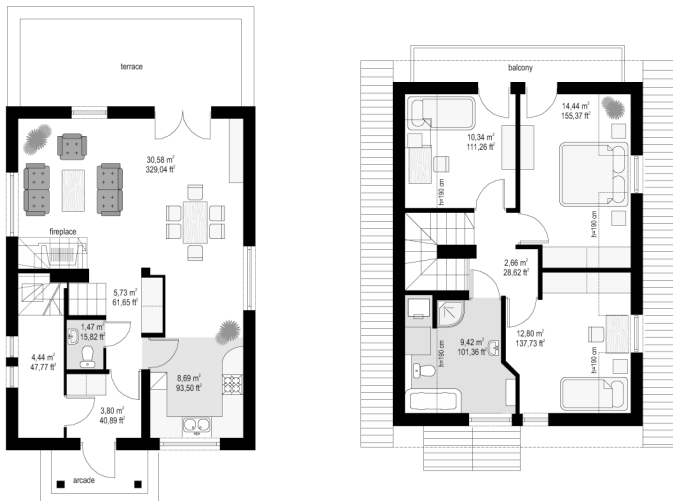 terrace
30,58 m²
329,04 ft²
fireplace
5,73 m²
61,65 ft²
1,47 m²
15,82 ft²
4,44 m²
47,77 ft²
8,69 m²
93,50 ft²
3,80 m²
40,89 ft²
arcade
balcony
14,44 m²
155,37 ft²
10,34 m²
111,26 ft²
h=190 cm
h=190 cm
2,66 m²
28,62 ft²
12,80 m²
137,73 ft²
9,42 m²
101,36 ft²
h=190 cm
h=190 cm